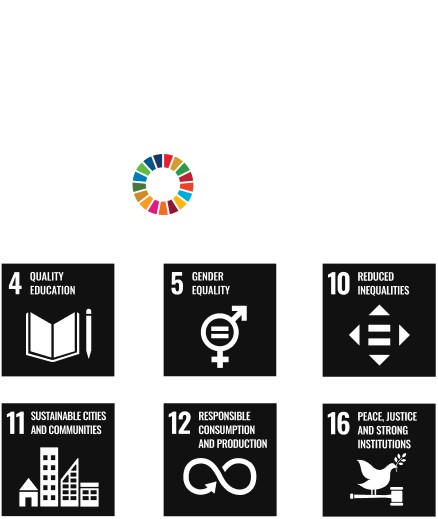 4 QUALITY
EDUCATION
5 GENDER
EQUALITY
10 REDUCED
INEQUALITIES
11 SUSTAINABLE CITIES
AND COMMUNITIES
12 RESPONSIBLE
CONSUMPTION
AND PRODUCTION
16 PEACE, JUSTICE
AND STRONG
INSTITUTIONS